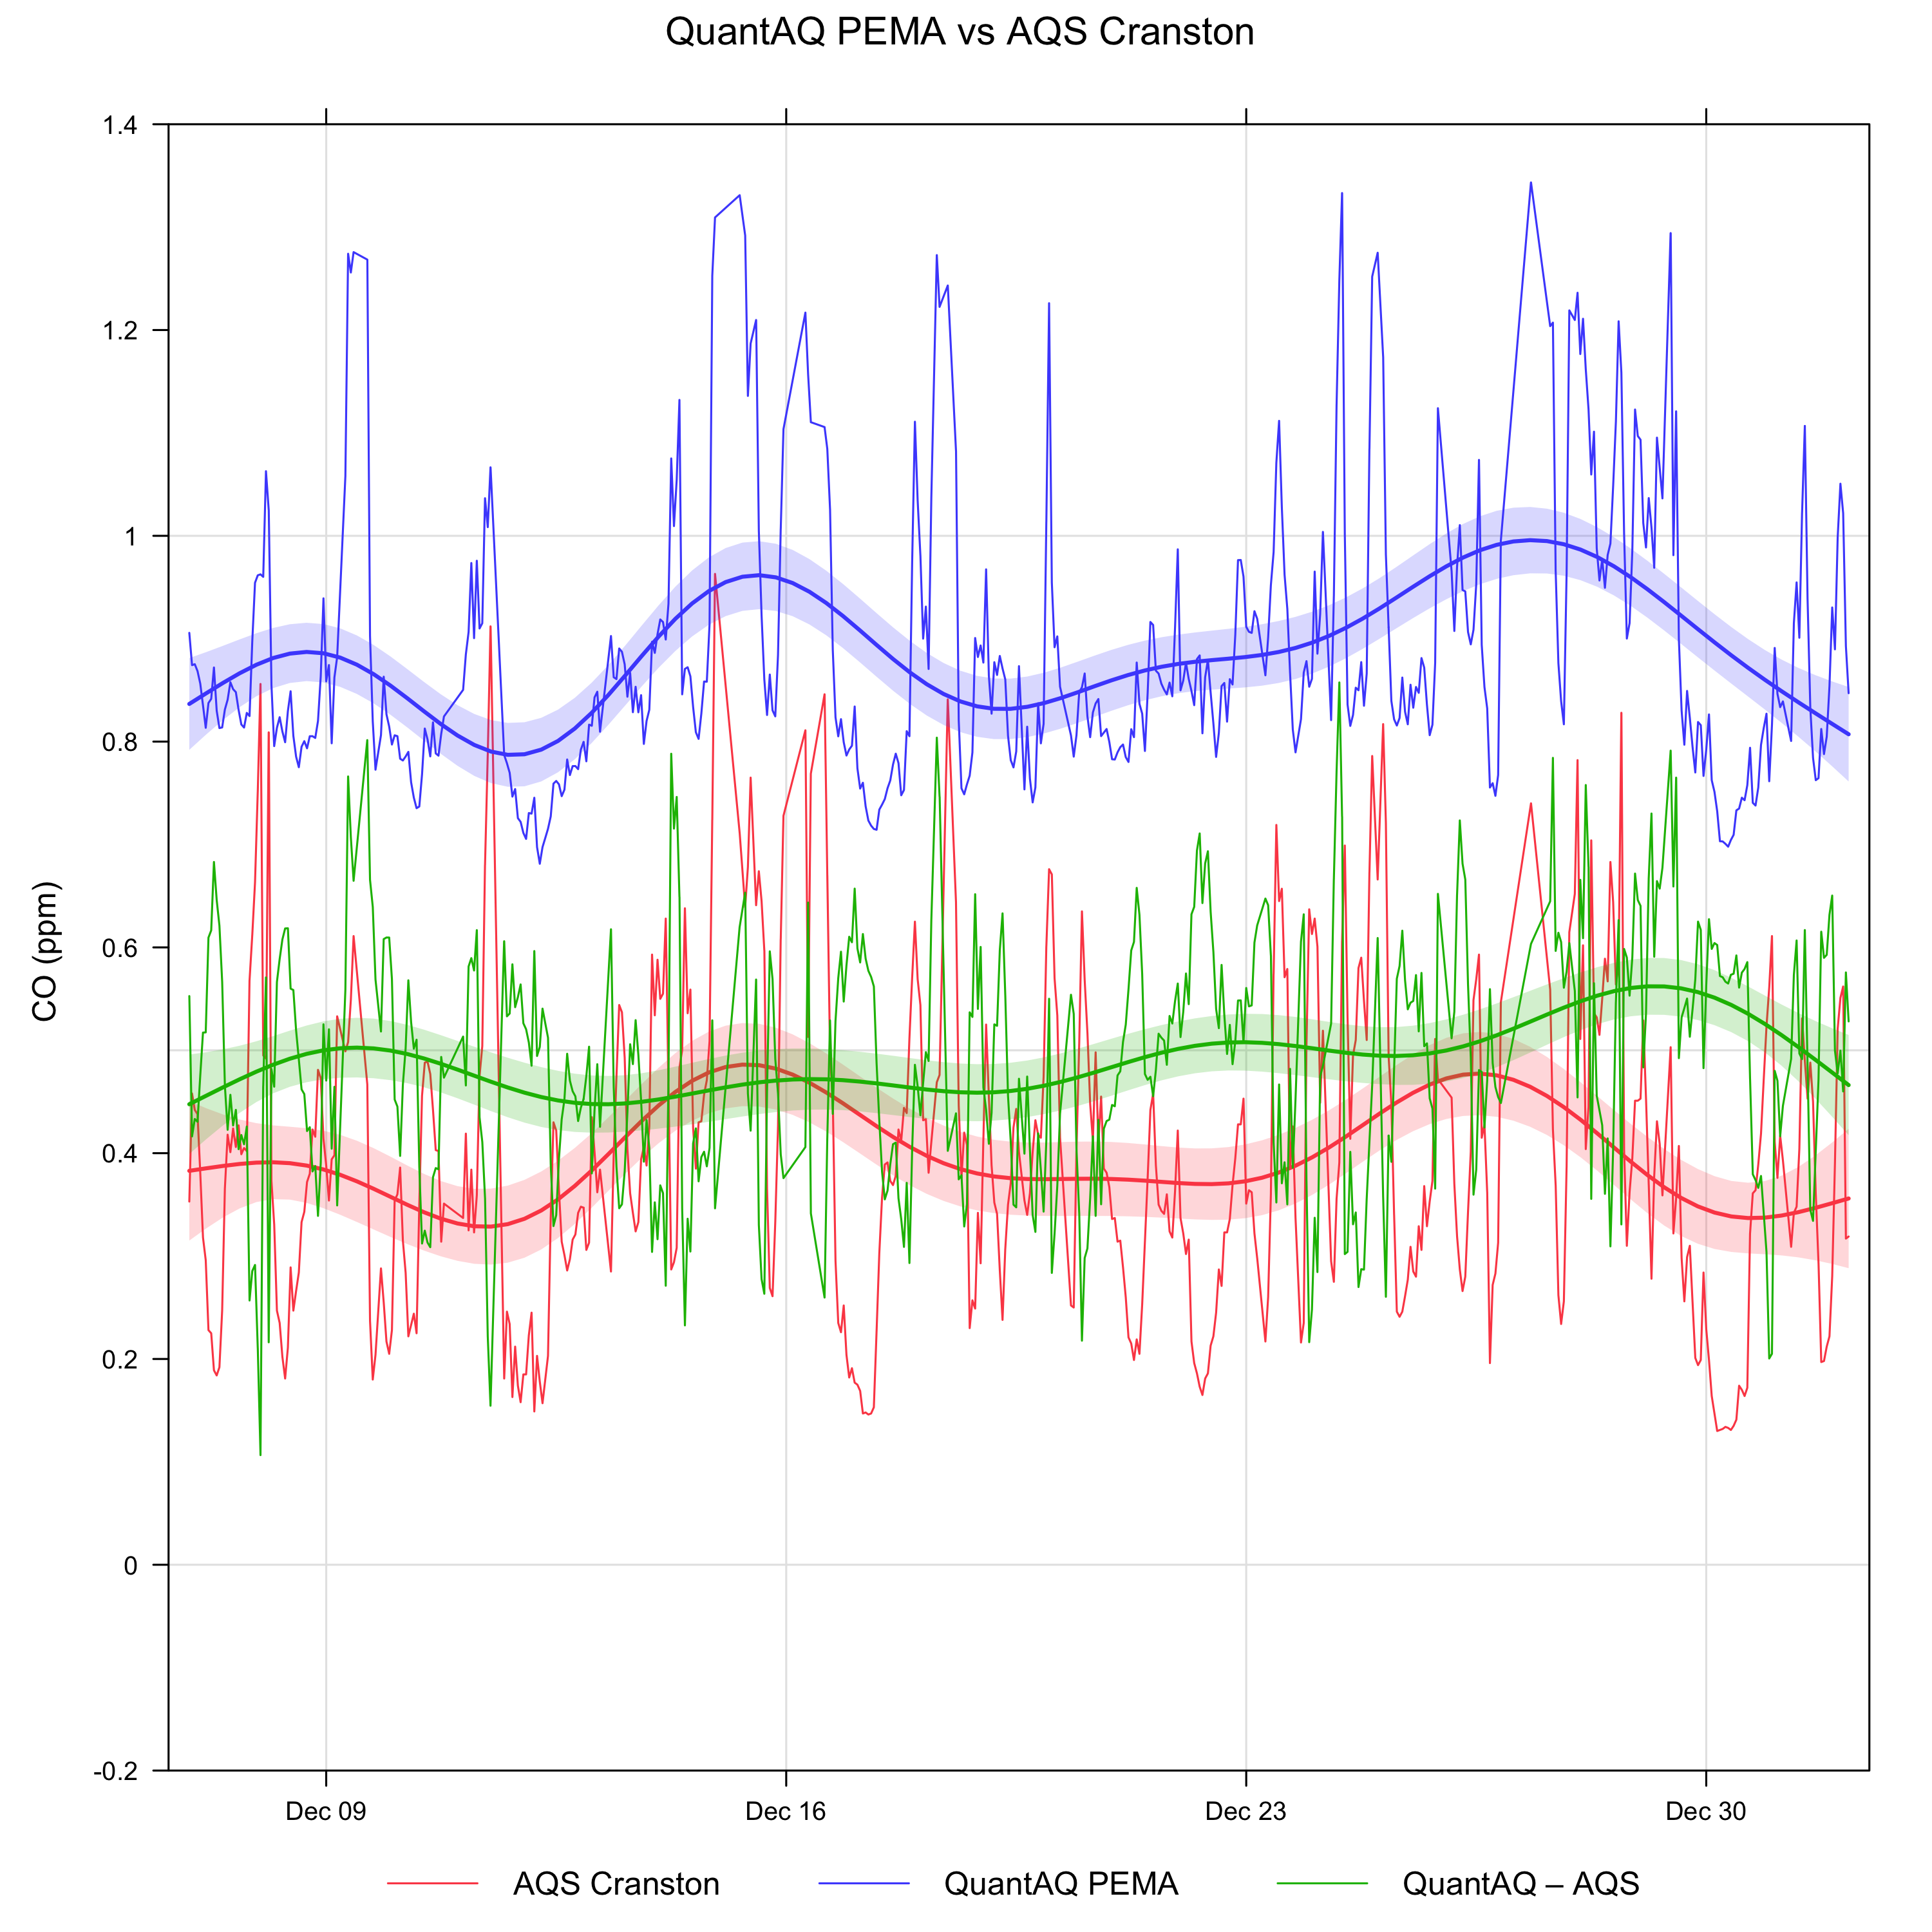 QuantAQ PEMA vs AQS Cranston
1.4
1.2
1
0.8
0.6
0.4
0.2
0
-0.2
CO (ppm)
Dec 09 Dec 16 Dec 23 Dec 30
AQS Cranston QuantAQ PEMA QuantAQ – AQS